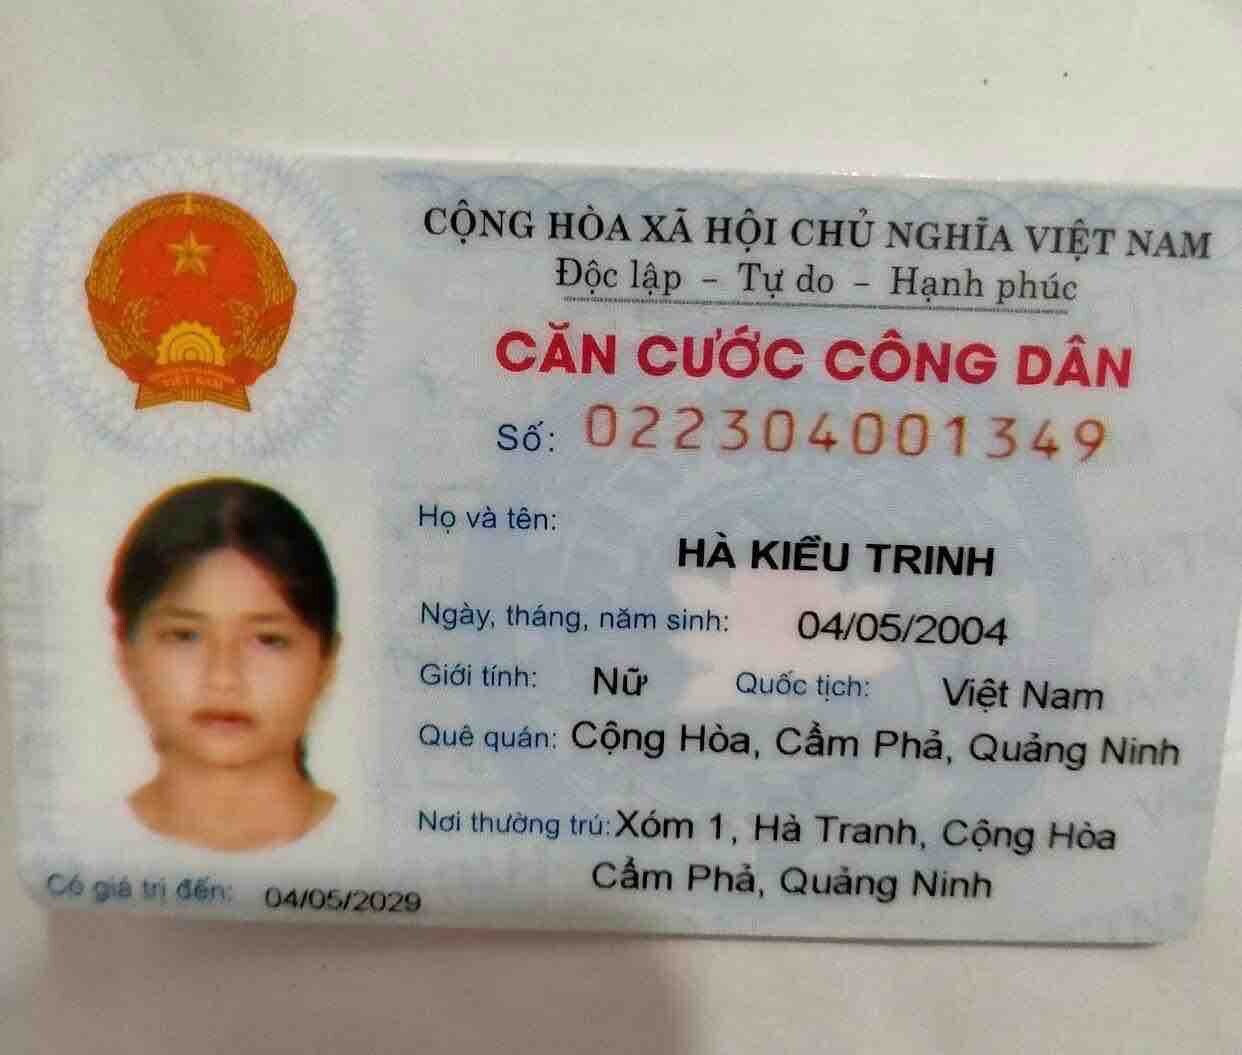 CỘNG HÒA XÃ HỘI CHỦ NGHĨA VIỆT NAM
Độc lập - Tự do - Hạnh phúc
CĂN CƯỚC CÔNG DÂN
Số: 022304001349
Họ và tên:
HÀ KIỀU TRINH
Ngày, tháng, năm sinh: 04/05/2004
Giới tính: Nữ Quốc tịch: Việt Nam
Quê quán: Cộng Hòa, Cẩm Phả, Quảng Ninh
Nơi thường trú: Xóm 1, Hà Tranh, Cộng Hòa
Cẩm Phả, Quảng Ninh
Có giá trị đến: 04/05/2029
VIỆT NAM